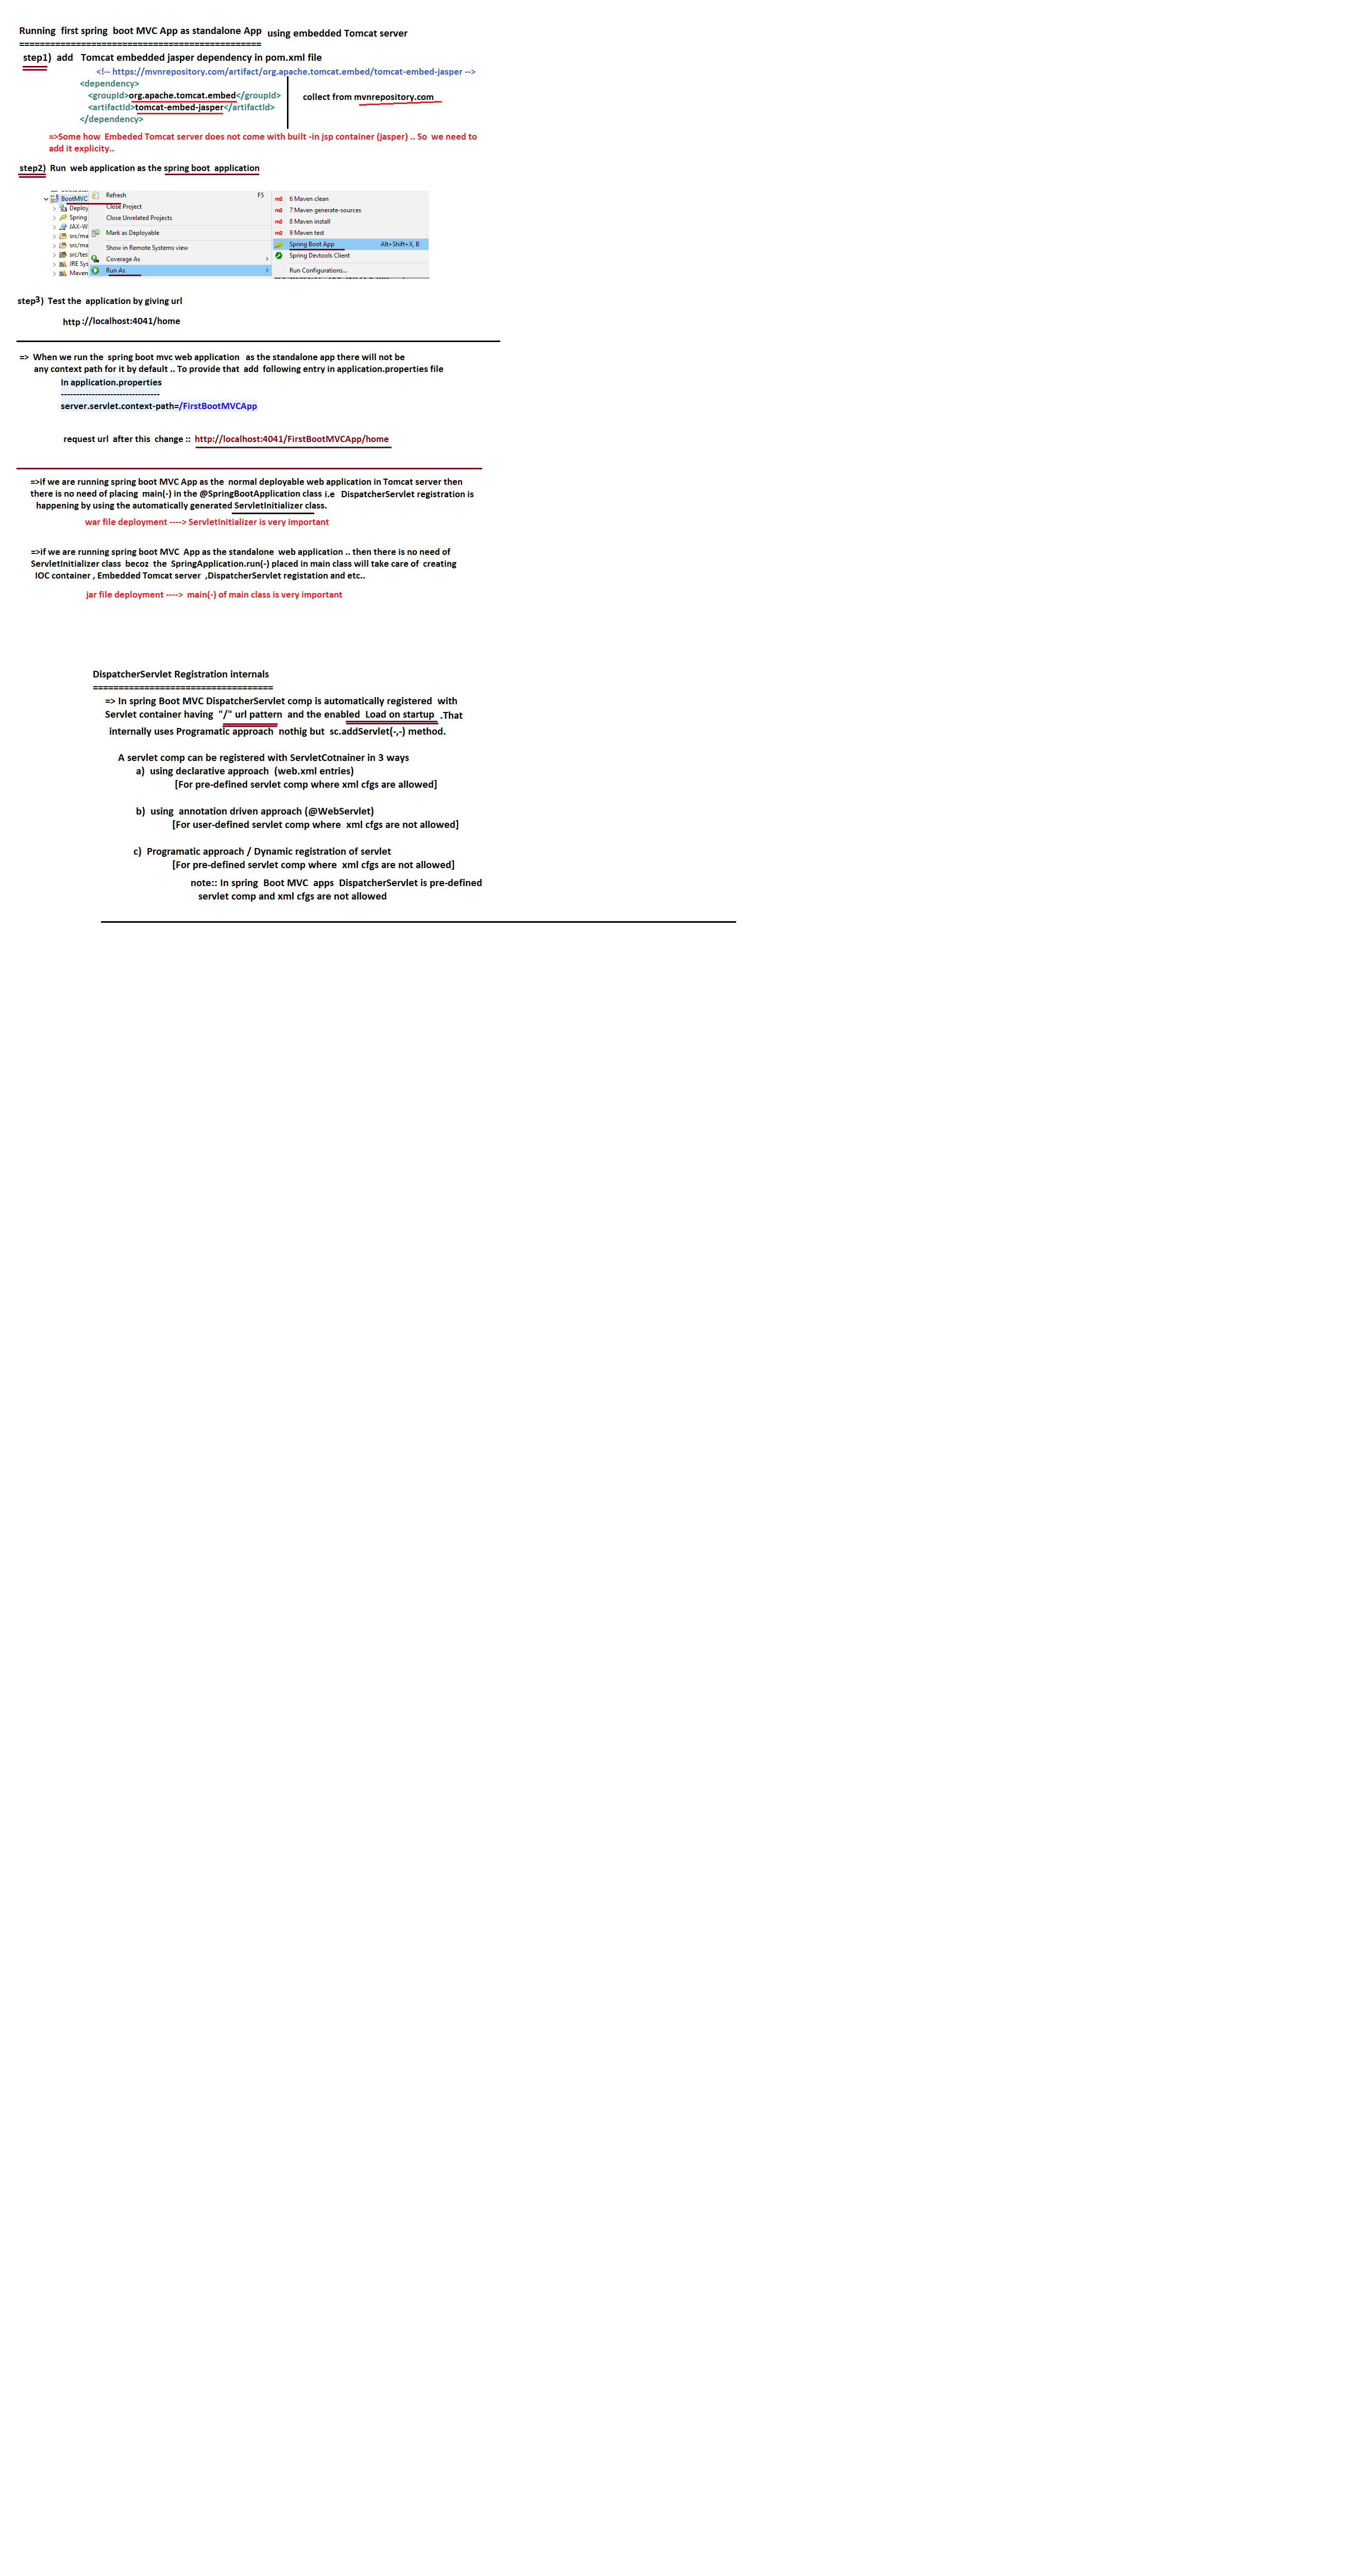 Running first spring boot MVC App as standalone App using embedded Tomcat server
===============================================
step1) add Tomcat embedded jasper dependency in pom.xml file
<!-- https://mvnrepository.com/artifact/org.apache.tomcat.embed/tomcat-embed-jasper -->
<dependency>
<groupId>org.apache.tomcat.embed</groupId>
collect from mvnrepository.com
<artifactId>tomcat-embed-jasper</artifactId>
</dependency>
=>Some how Embeded Tomcat server does not come with built -in jsp container (jasper) .. So we need to
add it explicity..
step2) Run web application as the spring boot application
BootMVC
Deploy
Spring
JAX-W
src/ma
src/ma
src/tes
JRE Sys
Maven
Refresh F5
Close Project
Close Unrelated Projects
Mark as Deployable
Show in Remote Systems view
Coverage As
Run As
m2 6 Maven clean
m2 7 Maven generate-sources
m2 8 Maven install
m2 9 Maven test
Spring Boot App Alt+Shift+X, B
Spring Devtools Client
Run Configurations...
step3) Test the application by giving url
http ://localhost:4041/home
=> When we run the spring boot mvc web application as the standalone app there will not be
any context path for it by default .. To provide that add following entry in application.properties file
In application.properties
--------------------------------
server.servlet.context-path=/FirstBootMVCApp
request url after this change :: http://localhost:4041/FirstBootMVCApp/home
=>if we are running spring boot MVC App as the normal deployable web application in Tomcat server then
there is no need of placing main(-) in the @SpringBootApplication class i.e DispatcherServlet registration is
happening by using the automatically generated ServletInitializer class.
war file deployment ----> ServletInitializer is very important
=>if we are running spring boot MVC App as the standalone web application .. then there is no need of
ServletInitializer class becoz the SpringApplication.run(-) placed in main class will take care of creating
IOC container , Embedded Tomcat server ,DispatcherServlet registation and etc..
jar file deployment ----> main(-) of main class is very important
DispatcherServlet Registration internals
===================================
=> In spring Boot MVC DispatcherServlet comp is automatically registered with
Servlet container having "/" url pattern and the enabled Load on startup .That
internally uses Programatic approach nothig but sc.addServlet(-,-) method.
A servlet comp can be registered with ServletCotnainer in 3 ways
a) using declarative approach (web.xml entries)
[For pre-defined servlet comp where xml cfgs are allowed]
b) using annotation driven approach (@WebServlet)
[For user-defined servlet comp where xml cfgs are not allowed]
c) Programatic approach / Dynamic registration of servlet
[For pre-defined servlet comp where xml cfgs are not allowed]
note:: In spring Boot MVC apps DispatcherServlet is pre-defined
servlet comp and xml cfgs are not allowed